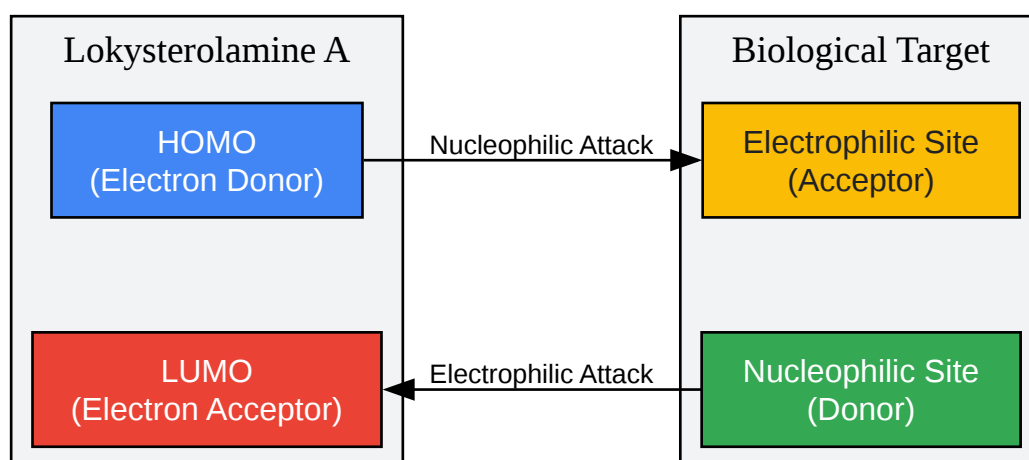 Lokysterolamine A
Biological Target
HOMO
(Electron Donor)
Nucleophilic Attack
Electrophilic Site
(Acceptor)
LUMO
(Electron Acceptor)
Electrophilic Attack
Nucleophilic Site
(Donor)